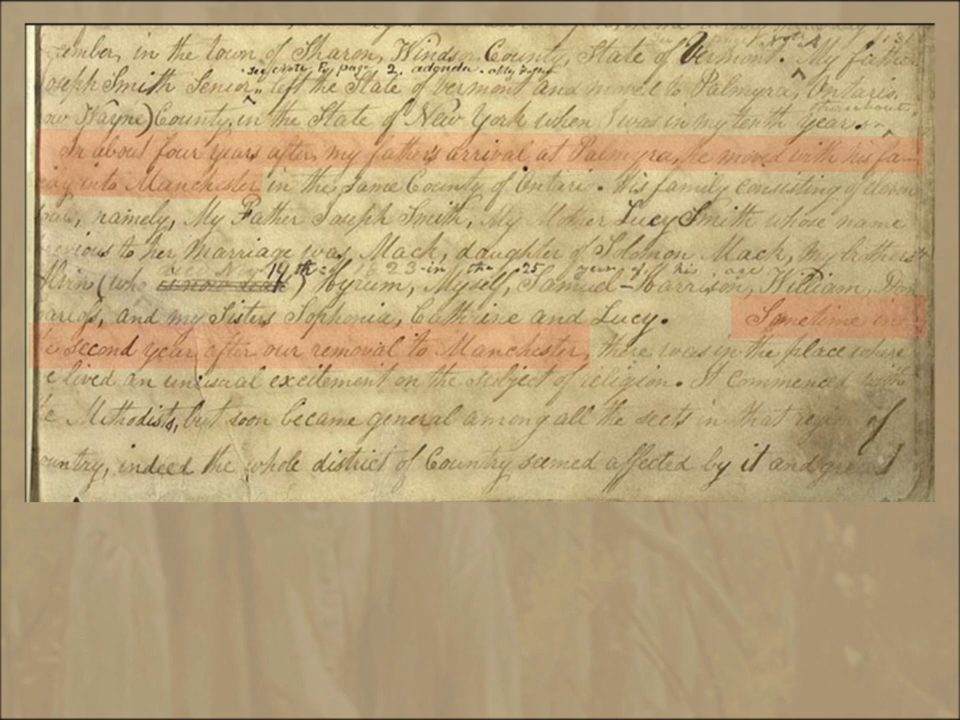 cember, in the town of Sharon, Windsor County, State of Vermont. My father
oseph Smith Senior left the State of Vermont and moved to Palmyra, Ontario,
ow Wayne) County, in the State of New York when I was in my tenth year.
In about four years after my father's arrival at Palmyra, he moved with his fa-
mily into Manchester in the same County of Ontario. His family consisting of eleven
souls, namely, My Father Joseph Smith, My Mother Lucy Smith whose name
previous to her Marriage was Mack, daughter of Solomon Mack, My brothers
Alvin (who 19th 1823 in the 25 year of his age) Hyrum, Myself, Samuel-Harrison, William, Don
Carlos, and my Sisters Sophonia, Cathrine and Lucy. Sometime in
the second year after our removal to Manchester, there was in the place where
e lived an unusual excitement on the subject of religion. It commenced with
the Methodists, but soon became general among all the sects in that region of
ountry, indeed the whole district of Country seemed affected by it and great